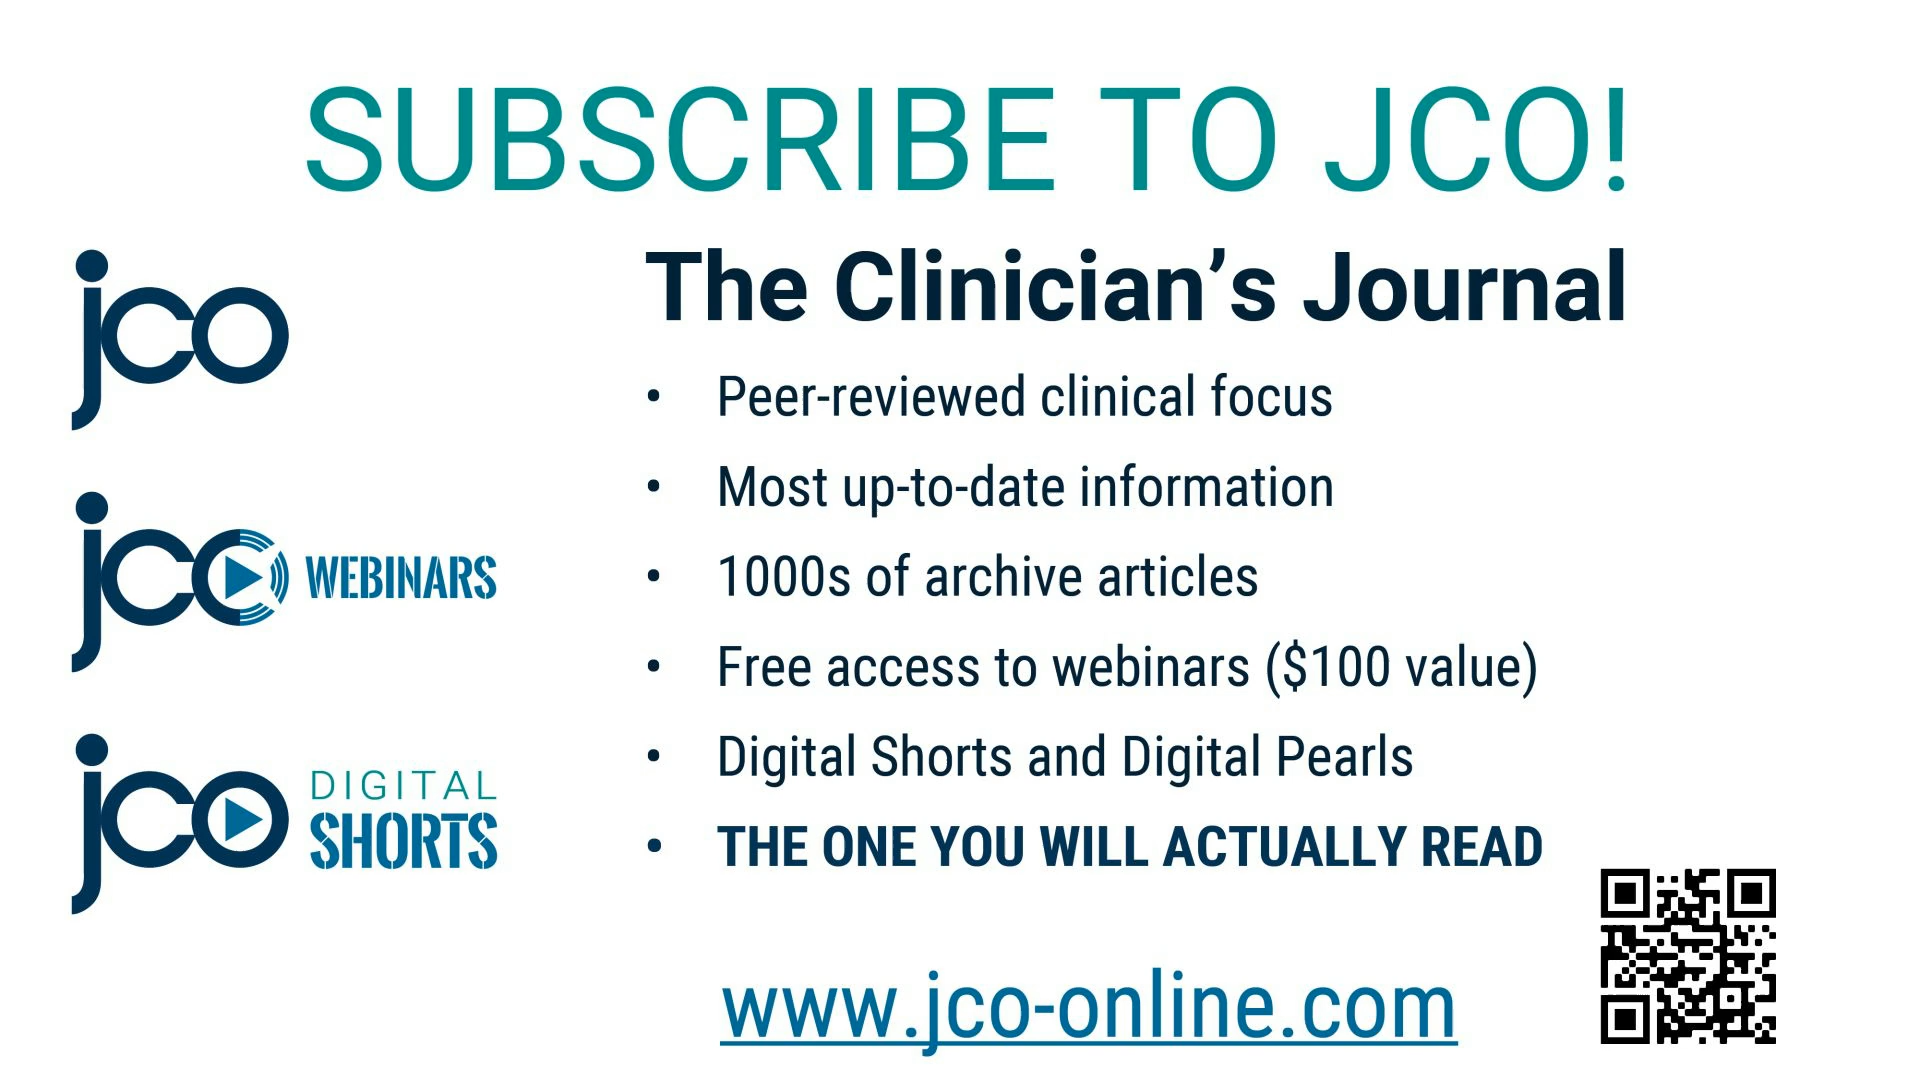 SUBSCRIBE TO JCO!
jco
The Clinician’s Journal
• Peer-reviewed clinical focus
• Most up-to-date information
jco WEBINARS
• 1000s of archive articles
• Free access to webinars ($100 value)
• Digital Shorts and Digital Pearls
jco DIGITAL
SHORTS
• THE ONE YOU WILL ACTUALLY READ
www.jco-online.com